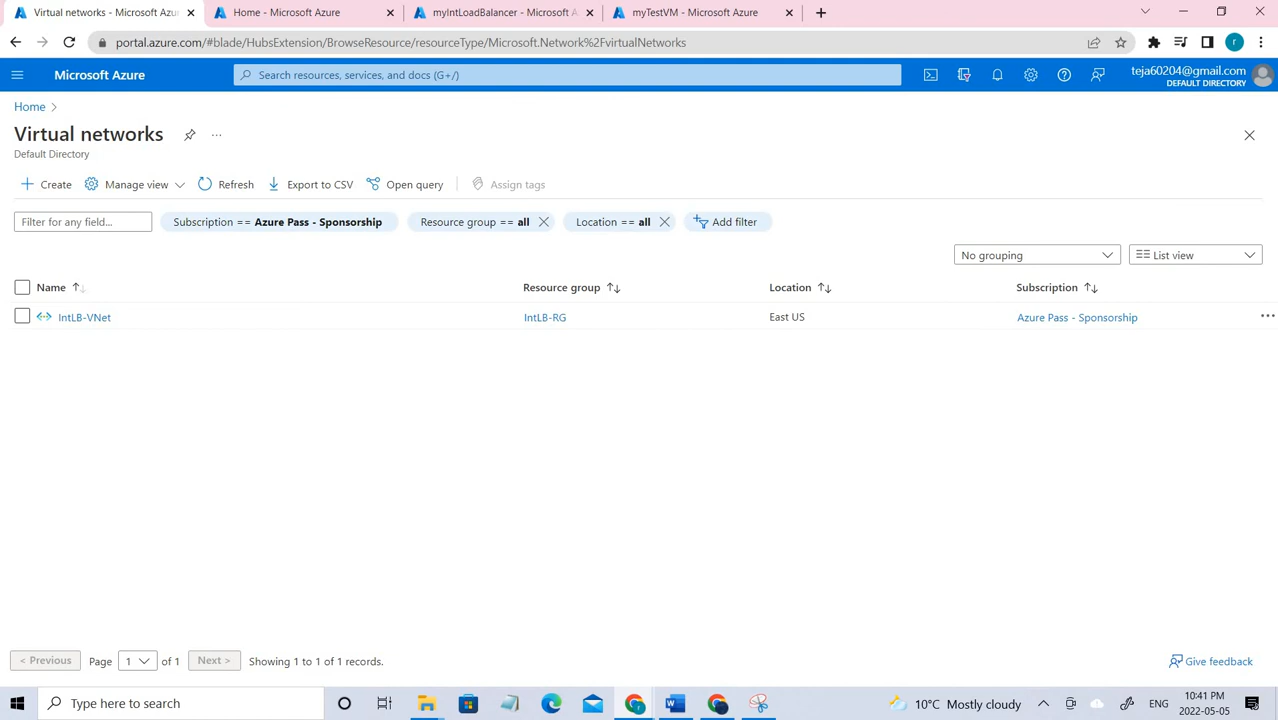 Virtual networks - Microsoft Azur
Home - Microsoft Azure
myIntLoadBalancer - Microsoft A
myTestVM - Microsoft Azure
portal.azure.com/#blade/HubsExtension/BrowseResource/resourceType/Microsoft.Network%2FvirtualNetworks
r
Microsoft Azure
Search resources, services, and docs (G+/)
teja60204@gmail.com
DEFAULT DIRECTORY
Home >
Virtual networks
...
Default Directory
Create
Manage view
Refresh
Export to CSV
Open query
Assign tags
Filter for any field...
Subscription == Azure Pass - Sponsorship
Resource group == all
Location == all
Add filter
No grouping
List view
Name
Resource group
Location
Subscription
IntLB-VNet
IntLB-RG
East US
Azure Pass - Sponsorship
...
< Previous
Page
1
of 1
Next >
Showing 1 to 1 of 1 records.
Give feedback
Type here to search
10°C Mostly cloudy
ENG
10:41 PM
2022-05-05